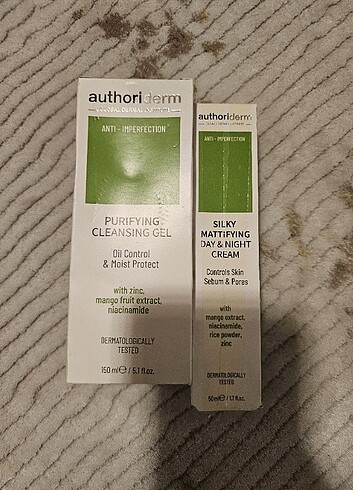 authoriderm
ANTI - IMPERFECTION
PURIFYING
CLEANSING GEL
Oil Control
& Moist Protect
with zinc,
mango fruit extract,
niacinamide
DERMATOLOGICALLY
TESTED
150 ml e / 5.1 fl.oz.
authoriderm
ANTI - IMPERFECTION
SILKY
MATTIFYING
DAY & NIGHT
CREAM
Controls Skin
Sebum & Pores
with
mango extract,
niacinamide,
rice powder,
zinc
DERMATOLOGICALLY
TESTED
50ml e / 1.7 fl.oz.